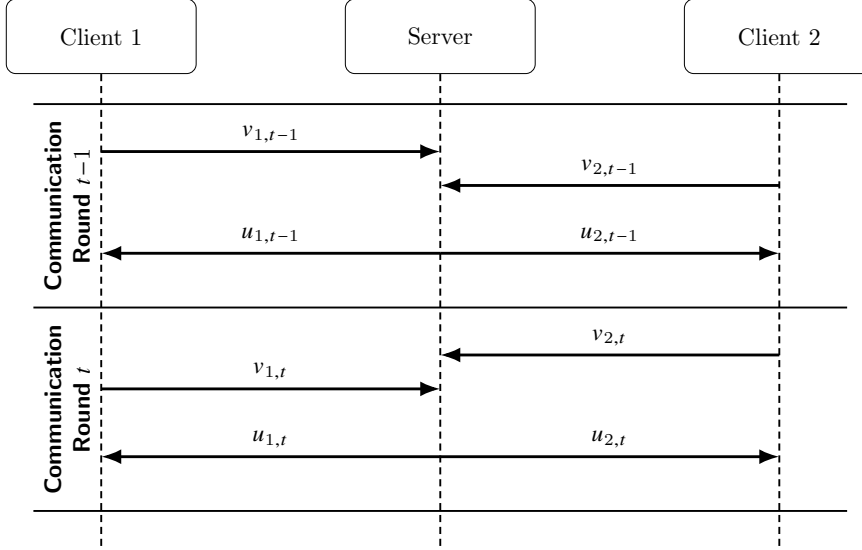 Client 1
Server
Client 2
Communication
Round t−1
v1,t−1
v2,t−1
u1,t−1
u2,t−1
Communication
Round t
v2,t
v1,t
u1,t
u2,t